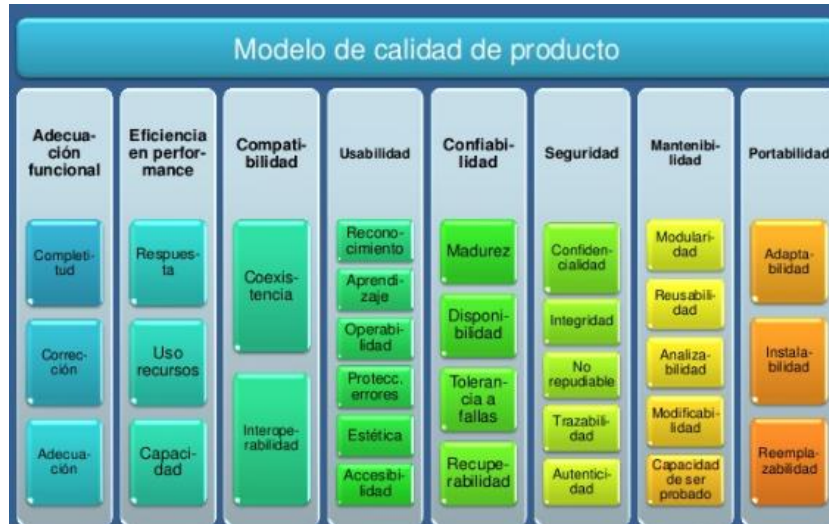 Modelo de calidad de producto
Adecua-
ción
funcional
Completi-
tud
Correc-
ción
Adecua-
ción
Eficiencia
en perfor-
mance
Respues-
ta
Uso
recursos
Capaci-
dad
Compati-
bilidad
Coexis-
tencia
Interope-
rabilidad
Usabilidad
Recono-
cimiento
Aprendi-
zaje
Operabi-
lidad
Protecc.
errores
Estética
Accesibi-
lidad
Confiabi-
lidad
Madurez
Disponi-
bilidad
Toleran-
cia a
fallas
Recupe-
rabilidad
Seguridad
Confiden-
cialidad
Integridad
No
repudiable
Trazabili-
dad
Autentici-
dad
Mantenibi-
lidad
Modulari-
dad
Reusabili-
dad
Analiza-
bilidad
Modificabi-
lidad
Capacidad
de ser
probado
Portabilidad
Adapta-
bilidad
Instala-
bilidad
Reempla-
zabilidad